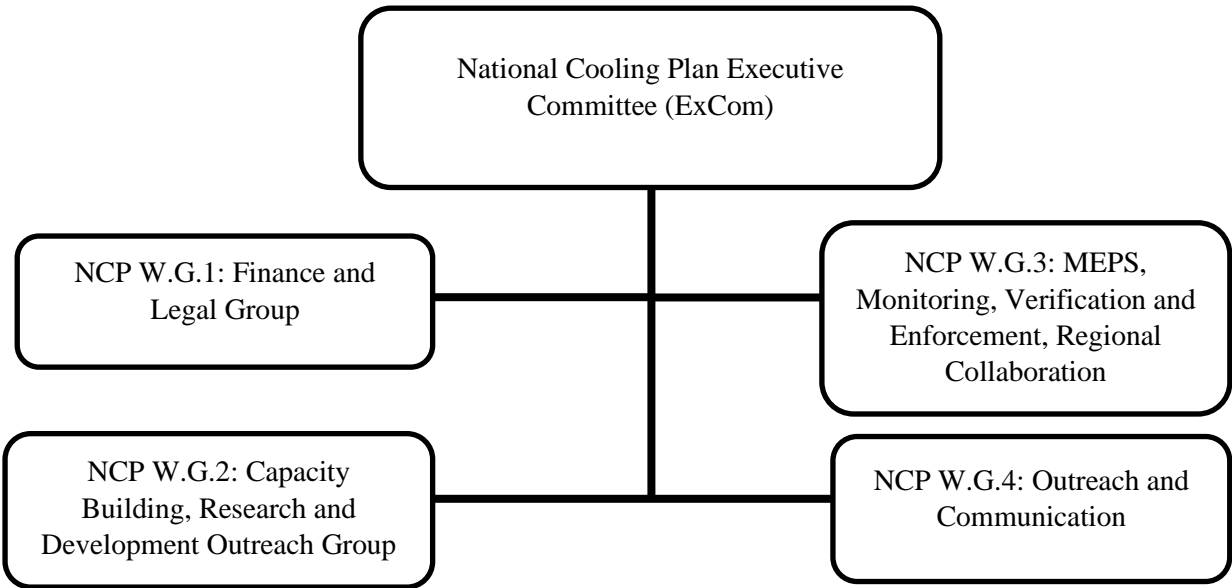 National Cooling Plan Executive
Committee (ExCom)
NCP W.G.1: Finance and
Legal Group
NCP W.G.3: MEPS,
Monitoring, Verification and
Enforcement, Regional
Collaboration
NCP W.G.2: Capacity
Building, Research and
Development Outreach Group
NCP W.G.4: Outreach and
Communication